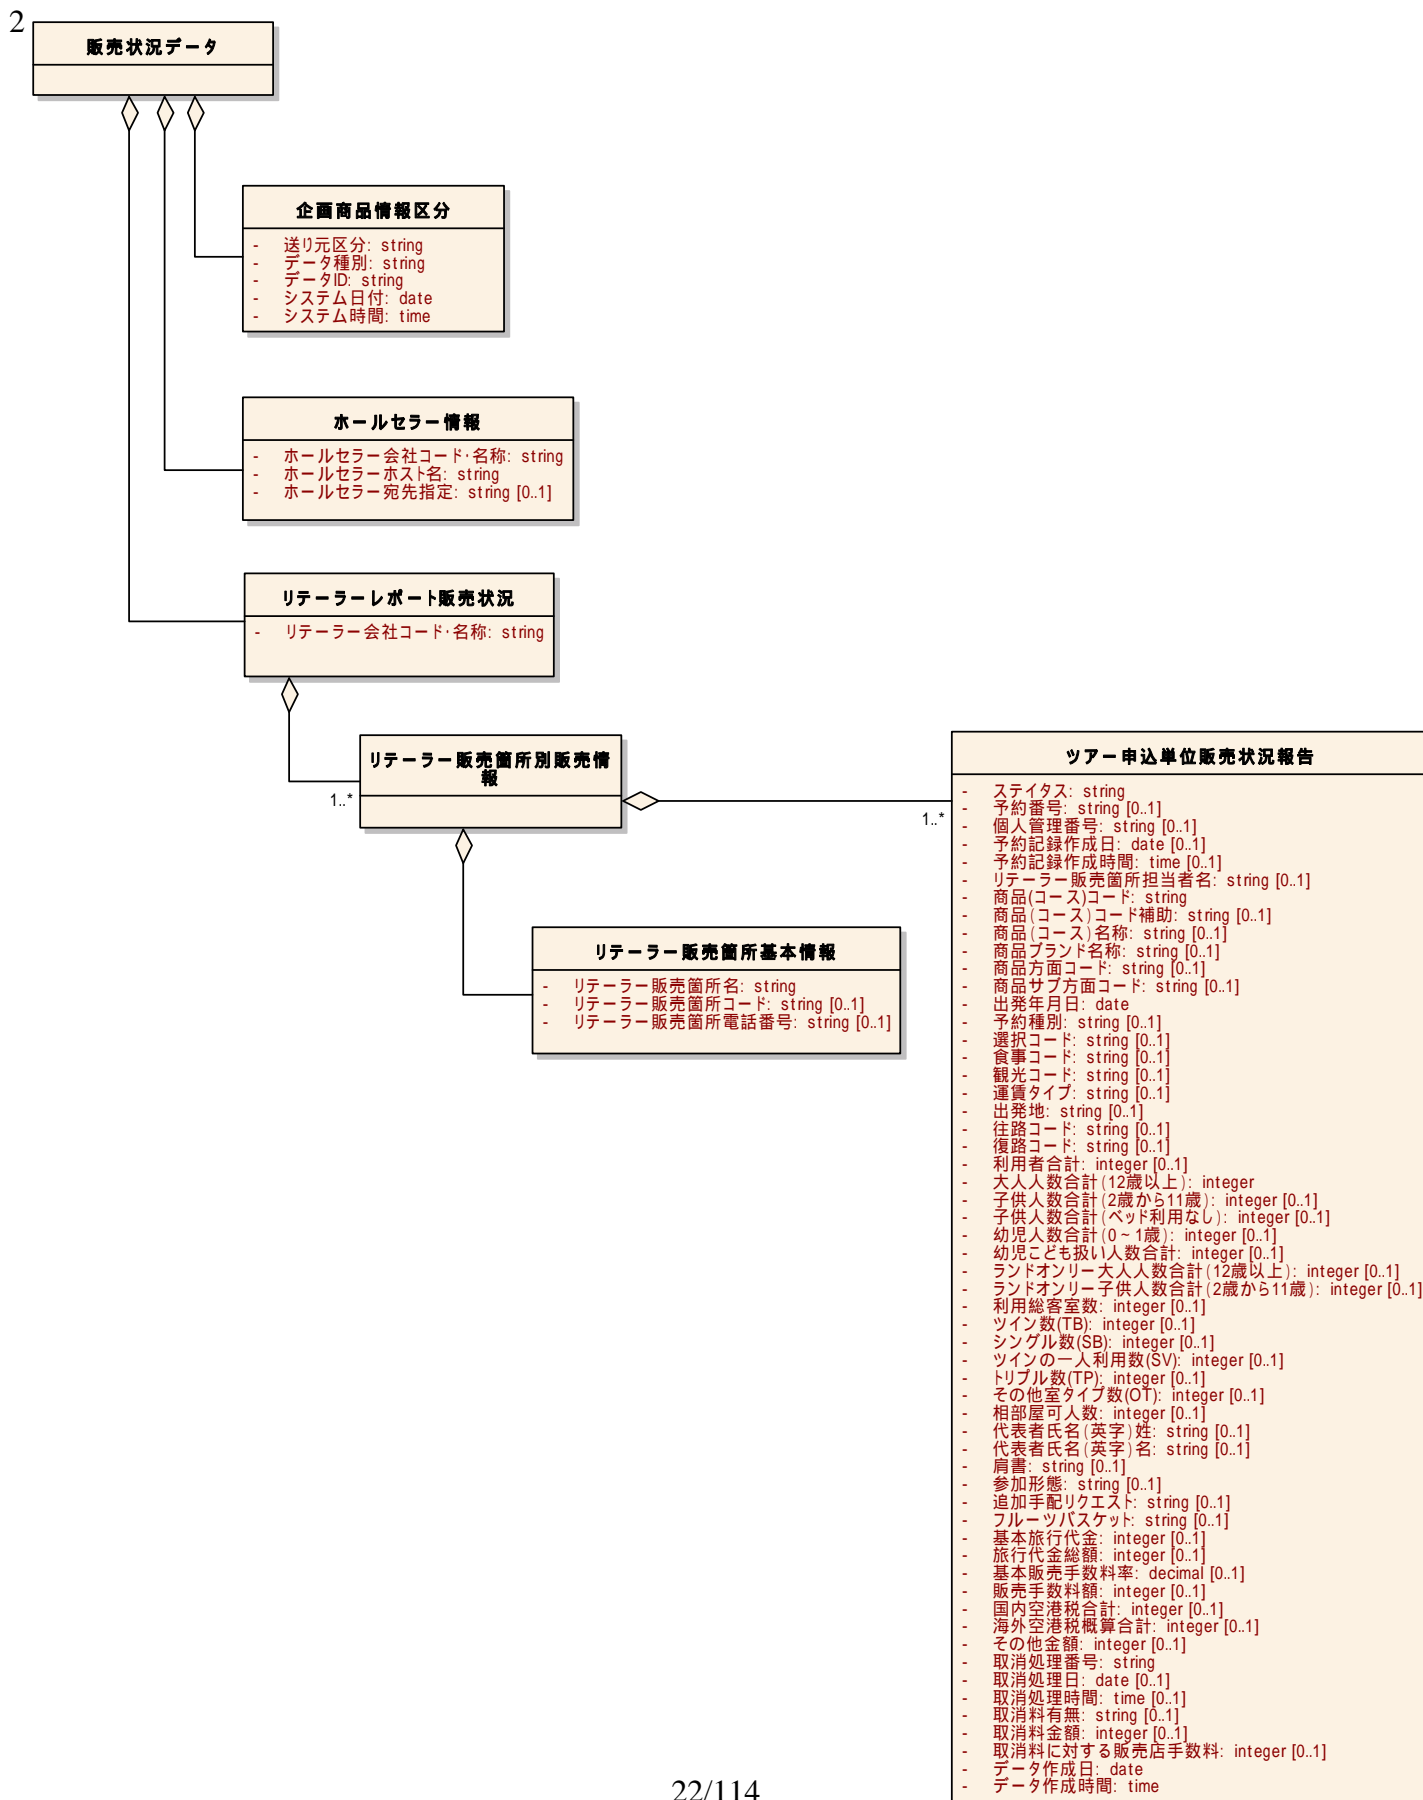 2
販売状況データ
企画商品情報区分
- 送り元区分: string
- データ種別: string
- データID: string
- システム日付: date
- システム時間: time
ホールセラー情報
- ホールセラー会社コード・名称: string
- ホールセラーホスト名: string
- ホールセラー宛先指定: string [0..1]
リテーラーレポート販売状況
- リテーラー会社コード・名称: string
リテーラー販売箇所別販売情
報
1..*
1..*
リテーラー販売箇所基本情報
- リテーラー販売箇所名: string
- リテーラー販売箇所コード: string [0..1]
- リテーラー販売箇所電話番号: string [0..1]
ツアー申込単位販売状況報告
- ステイタス: string
- 予約番号: string [0..1]
- 個人管理番号: string [0..1]
- 予約記録作成日: date [0..1]
- 予約記録作成時間: time [0..1]
- リテーラー販売箇所担当者名: string [0..1]
- 商品(コース)コード: string
- 商品(コース)コード補助: string [0..1]
- 商品(コース)名称: string [0..1]
- 商品ブランド名称: string [0..1]
- 商品方面コード: string [0..1]
- 商品サブ方面コード: string [0..1]
- 出発年月日: date
- 予約種別: string [0..1]
- 選択コード: string [0..1]
- 食事コード: string [0..1]
- 観光コード: string [0..1]
- 運賃タイプ: string [0..1]
- 出発地: string [0..1]
- 往路コード: string [0..1]
- 復路コード: string [0..1]
- 利用者合計: integer [0..1]
- 大人人数合計(12歳以上): integer
- 子供人数合計(2歳から11歳): integer [0..1]
- 子供人数合計(ベッド利用なし): integer [0..1]
- 幼児人数合計(0~1歳): integer [0..1]
- 幼児こども扱い人数合計: integer [0..1]
- ランドオンリー大人人数合計(12歳以上): integer [0..1]
- ランドオンリー子供人数合計(2歳から11歳): integer [0..1]
- 利用総客室数: integer [0..1]
- ツイン数(TB): integer [0..1]
- シングル数(SB): integer [0..1]
- ツインの一人利用数(SV): integer [0..1]
- トリプル数(TP): integer [0..1]
- その他室タイプ数(OT): integer [0..1]
- 相部屋可人数: integer [0..1]
- 代表者氏名(英字)姓: string [0..1]
- 代表者氏名(英字)名: string [0..1]
- 肩書: string [0..1]
- 参加形態: string [0..1]
- 追加手配リクエスト: string [0..1]
- フルーツバスケット: string [0..1]
- 基本旅行代金: integer [0..1]
- 旅行代金総額: integer [0..1]
- 基本販売手数料率: decimal [0..1]
- 販売手数料額: integer [0..1]
- 国内空港税合計: integer [0..1]
- 海外空港税概算合計: integer [0..1]
- その他金額: integer [0..1]
- 取消処理番号: string
- 取消処理日: date [0..1]
- 取消処理時間: time [0..1]
- 取消料有無: string [0..1]
- 取消料金額: integer [0..1]
- 取消料に対する販売店手数料: integer [0..1]
- データ作成日: date
- データ作成時間: time
22/114